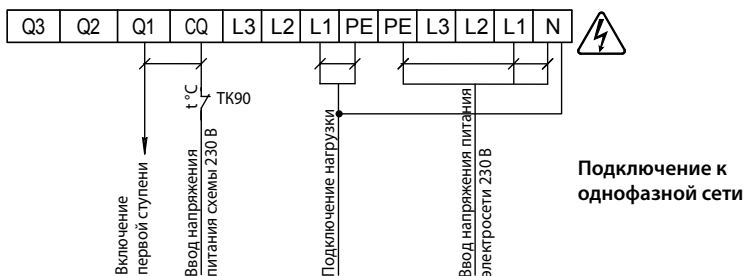 Q3 Q2 Q1 CQ L3 L2 L1 PE PE L3 L2 L1 N
t°C
TK90
Включение
первой ступени
Ввод напряжения
питания схемы 230 В
Подключение нагрузки
Ввод напряжения питания
электросети 230 В
Подключение к
однофазной сети